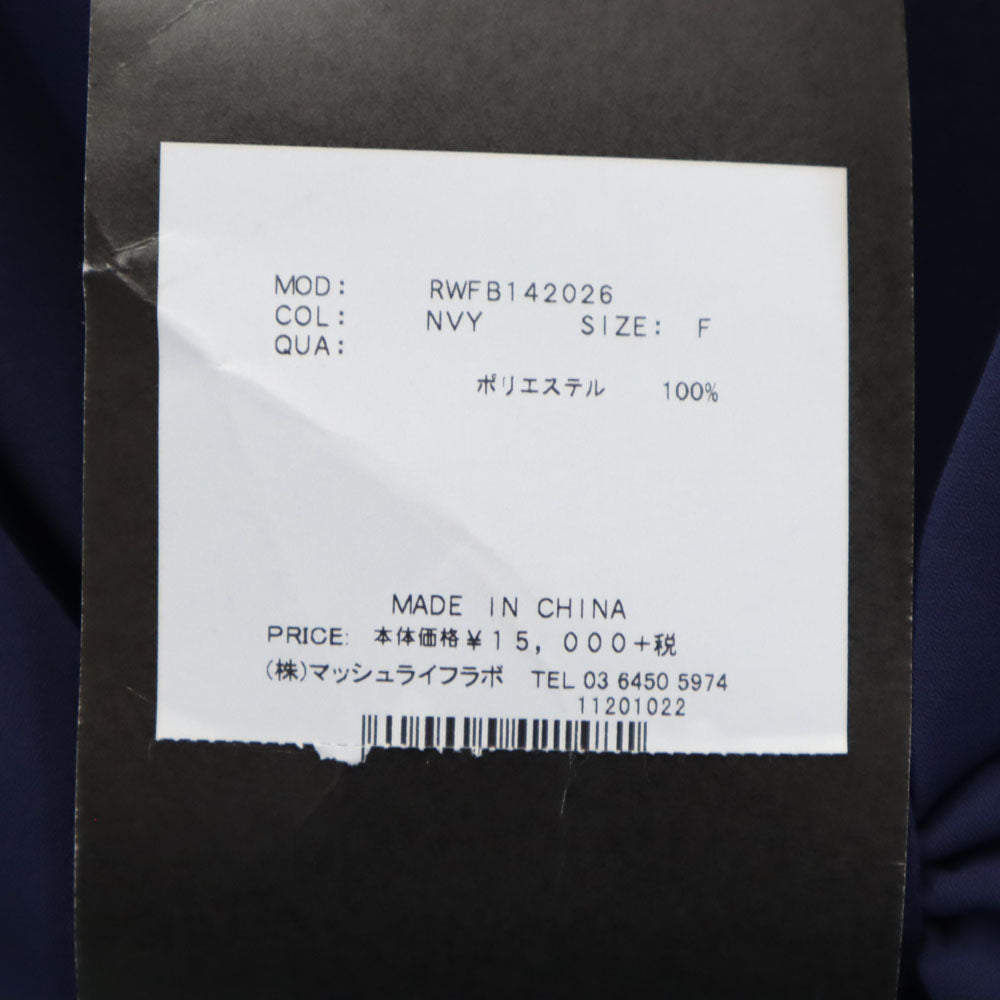 MOD: RWFB142026
COL: NVY SIZE: F
QUA:
ポリエステル 100%
MADE IN CHINA
PRICE: 本体価格¥15,000+税
(株)マッシュライフラボ TEL 03 6450 5974
11201022